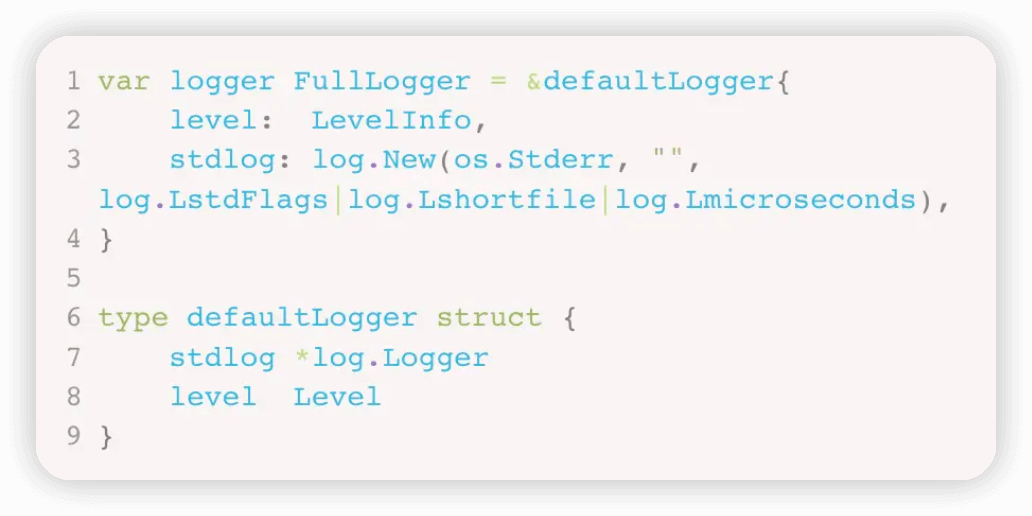 1 var logger FullLogger = &defaultLogger{
2     level:  LevelInfo,
3     stdlog: log.New(os.Stderr, "",
log.LstdFlags|log.Lshortfile|log.Lmicroseconds),
4 }
5
6 type defaultLogger struct {
7     stdlog *log.Logger
8     level  Level
9 }